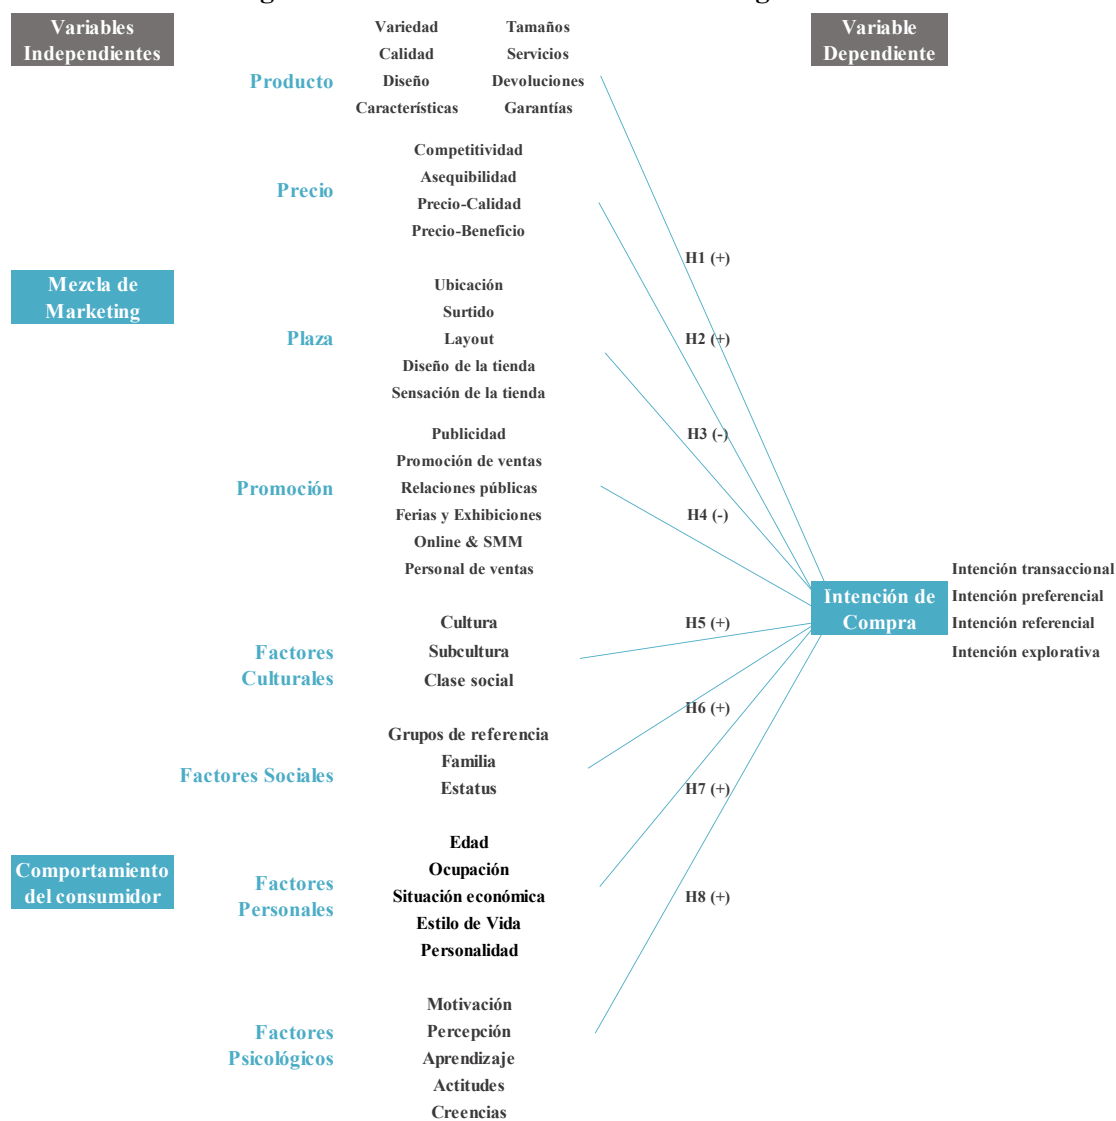 Variables
Independientes
Variable
Dependiente
Producto
Variedad
Tamaños
Calidad
Servicios
Diseño
Devoluciones
Características
Garantías
Precio
Competitividad
Asequibilidad
Precio-Calidad
Precio-Beneficio
H1 (+)
Mezcla de
Marketing
Plaza
Ubicación
Surtido
Layout
Diseño de la tienda
Sensación de la tienda
H2 (+)
Promoción
Publicidad
Promoción de ventas
Relaciones públicas
Ferias y Exhibiciones
Online & SMM
Personal de ventas
H3 (-)
H4 (-)
Intención de
Compra
Intención transaccional
Intención preferencial
Intención referencial
Intención explorativa
Factores
Culturales
Cultura
Subcultura
Clase social
H5 (+)
Factores Sociales
Grupos de referencia
Familia
Estatus
H6 (+)
H7 (+)
Comportamiento
del consumidor
Factores
Personales
Edad
Ocupación
Situación económica
Estilo de Vida
Personalidad
H8 (+)
Factores
Psicológicos
Motivación
Percepción
Aprendizaje
Actitudes
Creencias